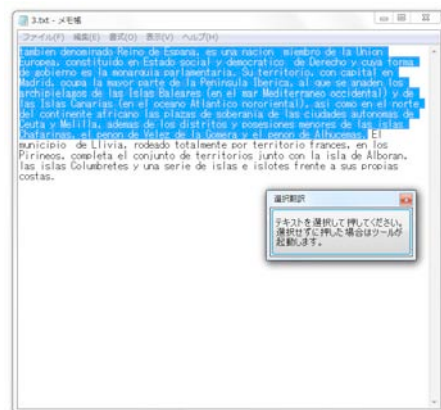 3.txt - メモ帳
ファイル(F) 編集(E) 書式(O) 表示(V) ヘルプ(H)
tambien denominado Reino de Espana, es una nacion miembro de la Union
Europea, constituido en Estado social y democratico de Derecho y cuya forma
de gobierno es la monarquia parlamentaria. Su territorio, con capital en
Madrid, ocupa la mayor parte de la Peninsula Iberica, al que se anaden los
archipielagos de las Islas Baleares (en el mar Mediterraneo occidental) y de
las Islas Canarias (en el oceano Atlantico nororiental), asi como en el norte
del continente africano las plazas de soberania de las ciudades autonomas de
Ceuta y Melilla, ademas de los distritos y posesiones menores de las islas
Chafarinas, el penon de Velez de la Gomera y el penon de Alhucemas. El
municipio de Llivia, rodeado totalmente por territorio frances, en los
Pirineos, completa el conjunto de territorios junto con la isla de Alboran,
las islas Columbretes y una serie de islas e islotes frente a sus propias
costas.
選択翻訳
テキストを選択して押してください。
選択せずに押した場合はツールが
起動します。